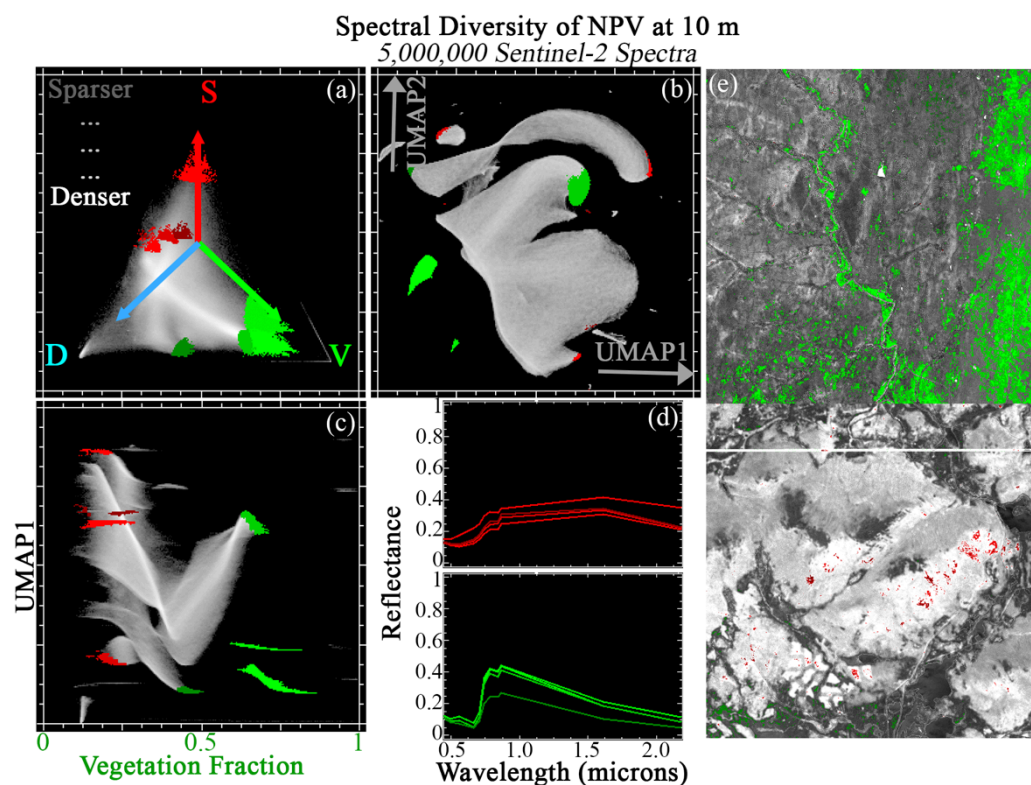 Spectral Diversity of NPV at 10 m
5,000,000 Sentinel-2 Spectra
Sparser
...
...
...
Denser
S
(a)
D
V
UMAP2
(b)
UMAP1
(e)
(c)
UMAP1
0
0.5
1
Vegetation Fraction
(d)
1
0.8
0.6
0.4
0.2
0
1
0.8
0.6
0.4
0.2
0
Reflectance
0.5
1.0
1.5
2.0
Wavelength (microns)